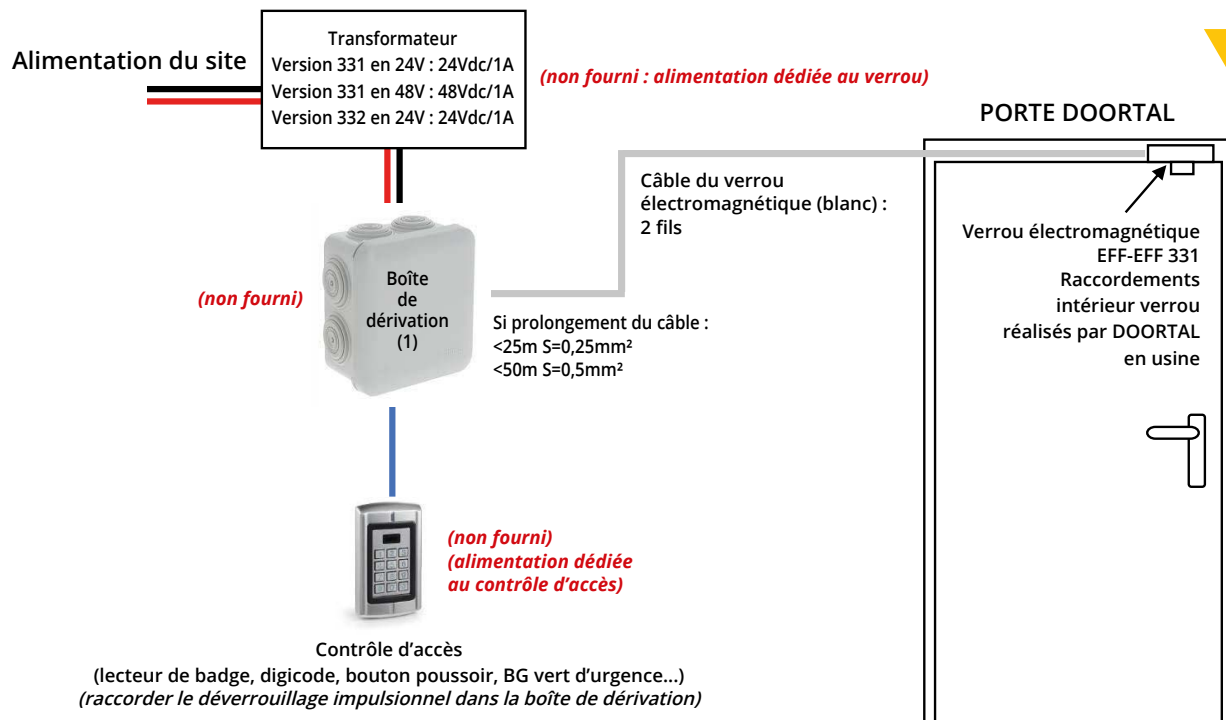 Alimentation du site
Transformateur
Version 331 en 24V : 24Vdc/1A
Version 331 en 48V : 48Vdc/1A
Version 332 en 24V : 24Vdc/1A
(non fourni : alimentation dédiée au verrou)
PORTE DOORTAL
Câble du verrou
électromagnétique (blanc) :
2 fils
Verrou électromagnétique
EFF-EFF 331
Raccordements
intérieur verrou
réalisés par DOORTAL
en usine
(non fourni)
Boîte
de
dérivation
(1)
Si prolongement du câble :
<25m S=0,25mm²
<50m S=0,5mm²
(non fourni)
(alimentation dédiée
au contrôle d’accès)
Contrôle d’accès
(lecteur de badge, digicode, bouton poussoir, BG vert d’urgence...)
(raccorder le déverrouillage impulsionnel dans la boîte de dérivation)